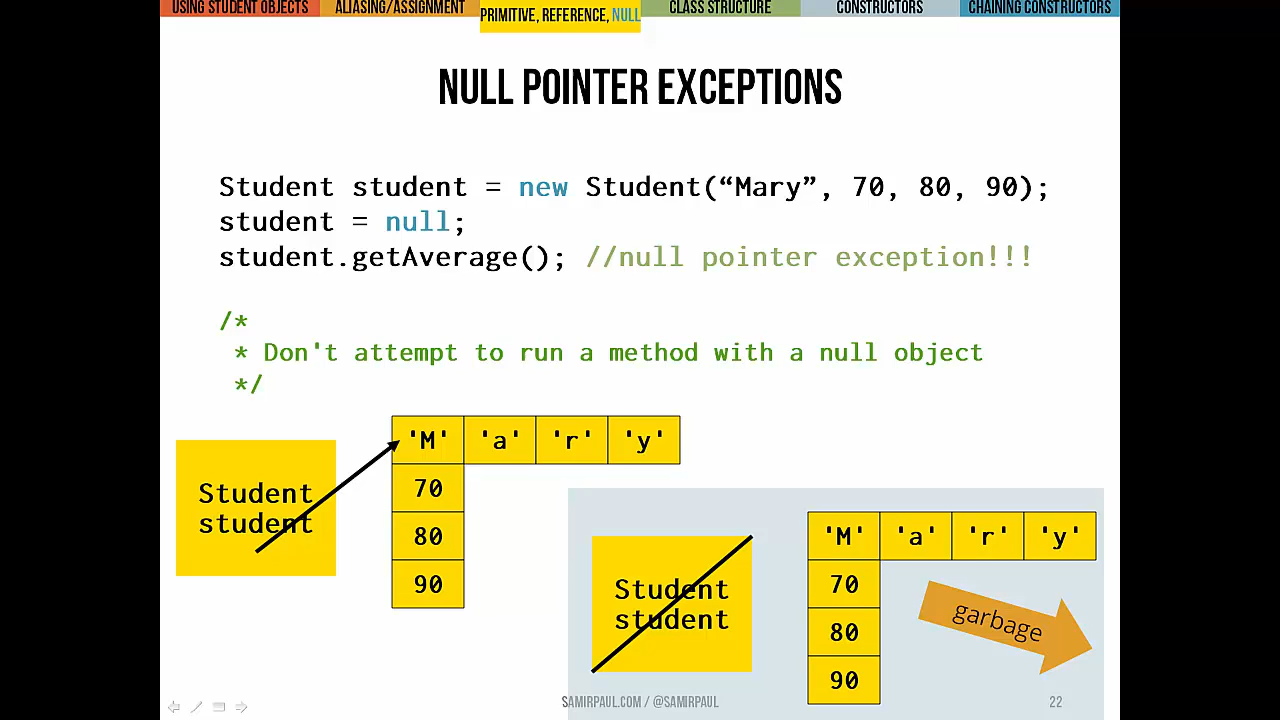 USING STUDENT OBJECTS
ALIASING/ASSIGNMENT
PRIMITIVE, REFERENCE, NULL
CLASS STRUCTURE
CONSTRUCTORS
CHAINING CONSTRUCTORS
NULL POINTER EXCEPTIONS
Student student = new Student(“Mary”, 70, 80, 90);
student = null;
student.getAverage(); //null pointer exception!!!
/*
* Don't attempt to run a method with a null object
*/
Student
student
'M' 'a' 'r' 'y'
70
80
90
Student
student
'M' 'a' 'r' 'y'
70
80
90
garbage
SAMIRPAUL.COM / @SAMIRPAUL
22